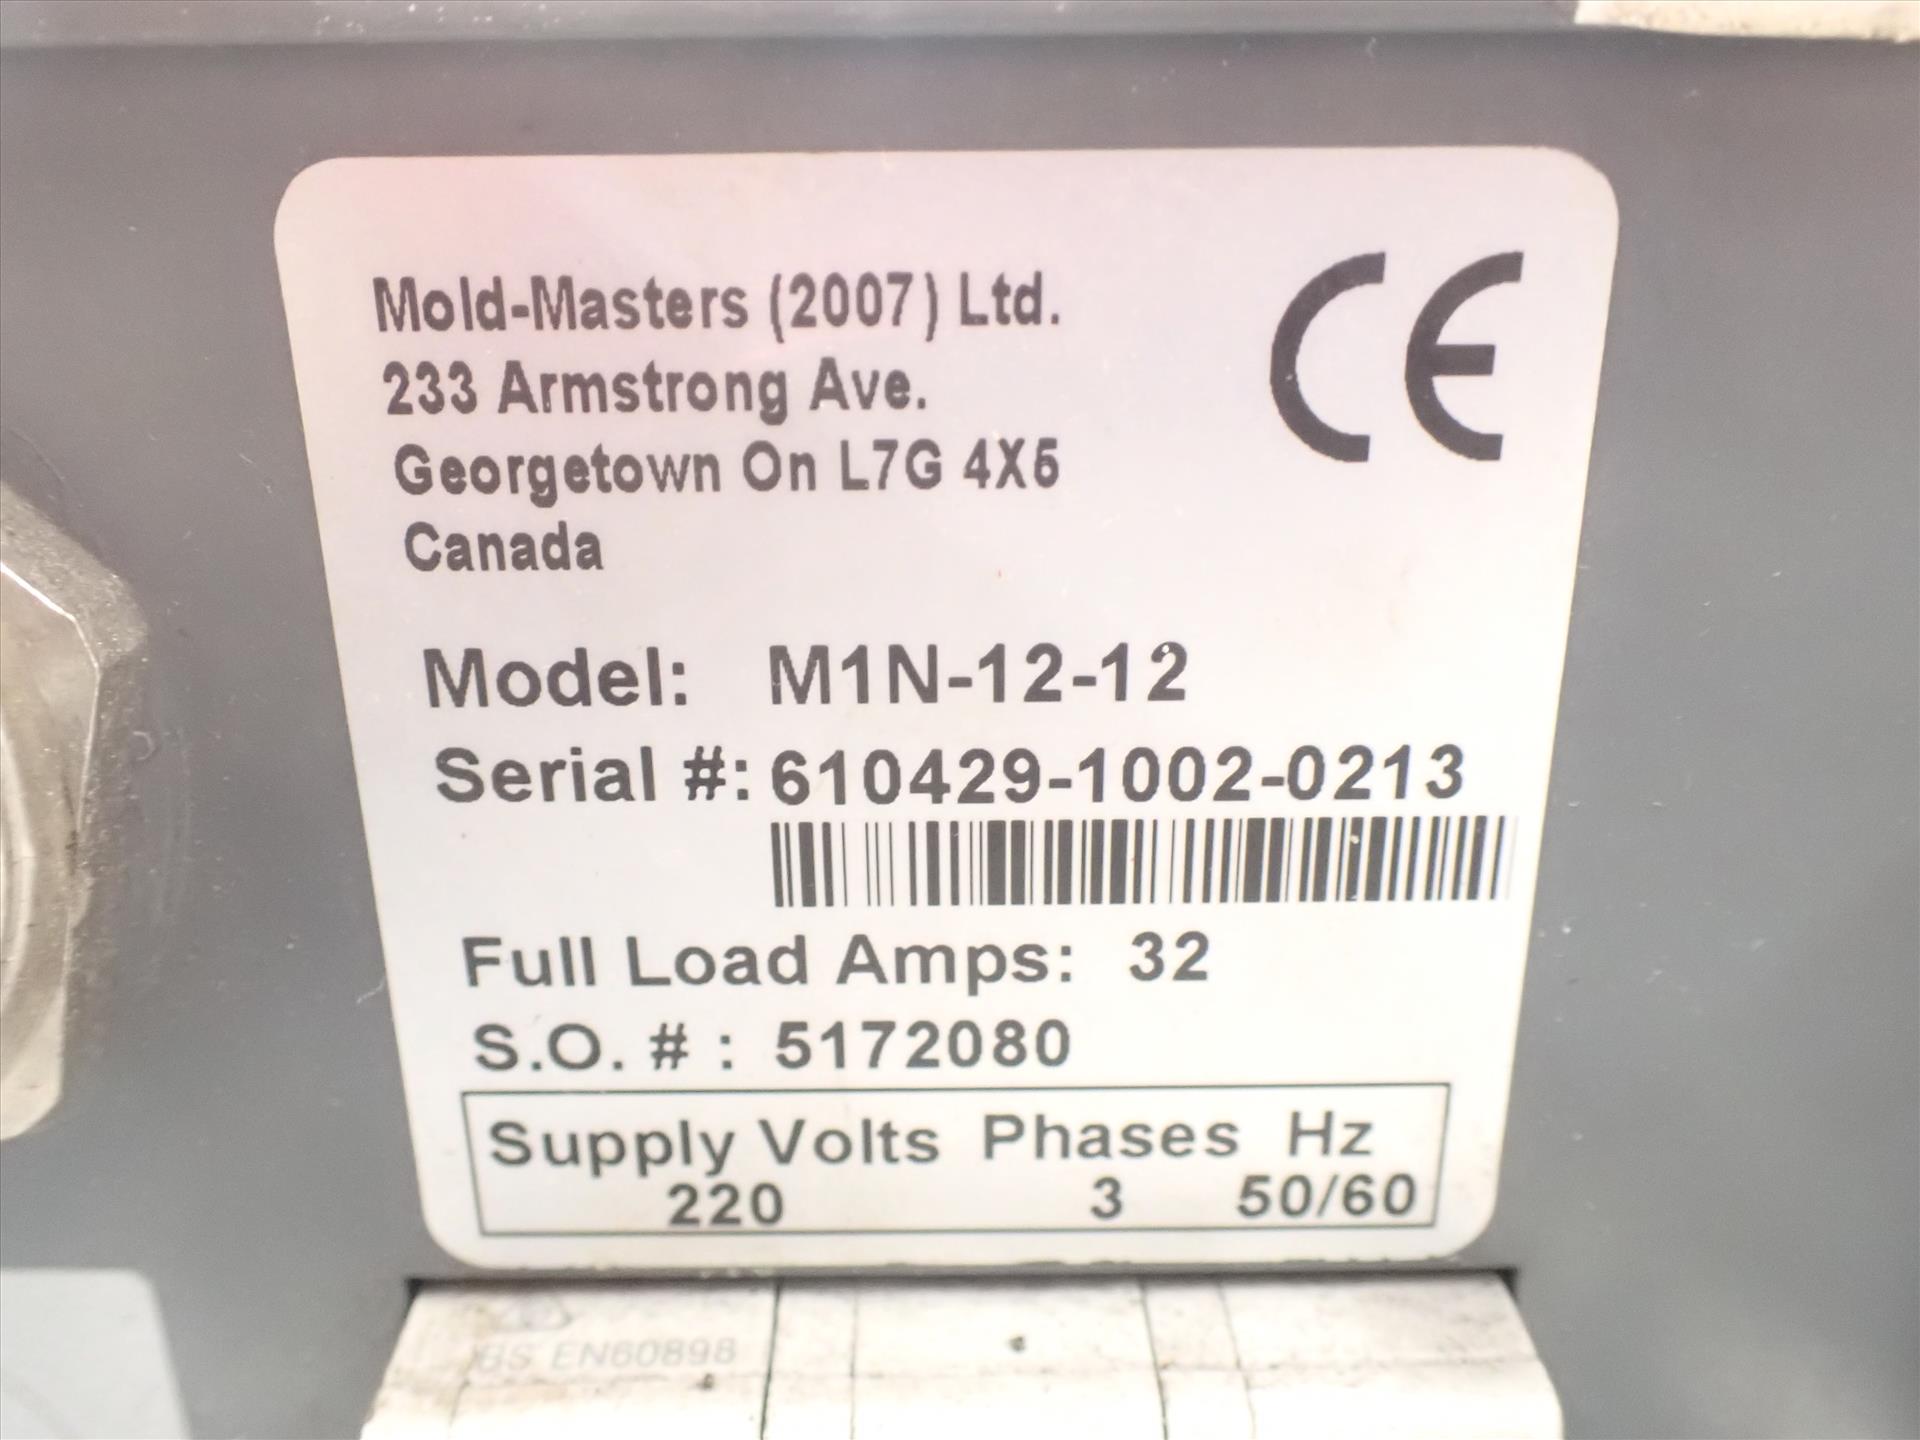 Mold-Masters (2007) Ltd.
233 Armstrong Ave.
Georgetown On L7G 4X5
Canada
CE
Model: M1N-12-12
Serial #: 610429-1002-0213
Full Load Amps: 32
S.O. # : 5172080
Supply Volts Phases Hz
220 3 50/60
BS EN60898